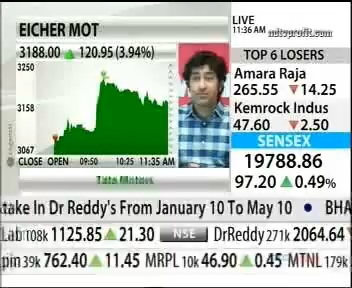 EICHER MOT
3188.00 ▲ 120.95 (3.94%)
3250
3158
3067
CLOSE OPEN 09:50 10:25 11:35 AM
Tata Motors
LIVE
11:36 AM ndtvprofit.com
TOP 6 LOSERS
Amara Raja
265.55 ▼ 14.25
Kemrock Indus
47.60 ▼ 2.50
SENSEX
19788.86
97.20 ▲ 0.49%
take In Dr Reddy's From January 10 To May 10 • BHA
Lab 108k 1125.85 ▲ 21.30 NSE DrReddy 271k 2064.64
pin 39k 762.40 ▲ 11.45 MRPL 10k 46.90 ▲ 0.45 MTNL 179k